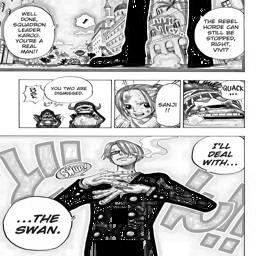 WELL
DONE,
SQUADRON
LEADER
KAROO.
YOU'RE A
REAL
MAN!!
!
THE REBEL
HORDE CAN
STILL BE
STOPPED,
RIGHT,
VIVI?
YOU TWO ARE
DISMISSED.
SANJI
!!
QUACK
...
I'LL
DEAL
WITH...
...THE
SWAN.